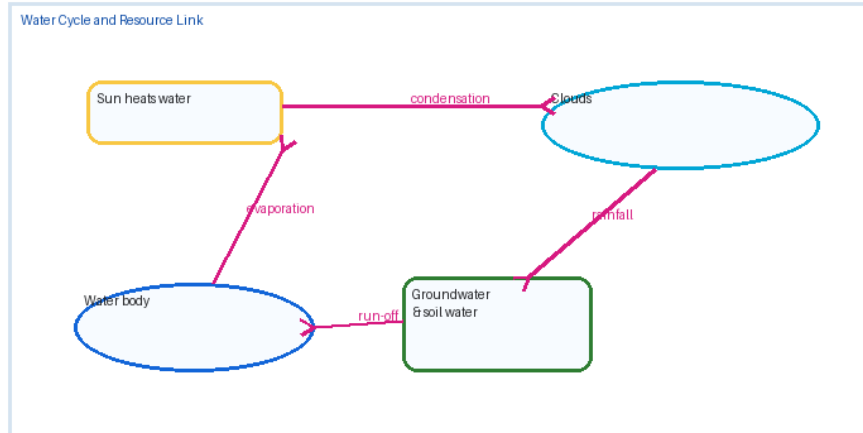 Water Cycle and Resource Link
Sun heats water
condensation
Clouds
evaporation
rainfall
Water body
Groundwater
& soil water
run-off